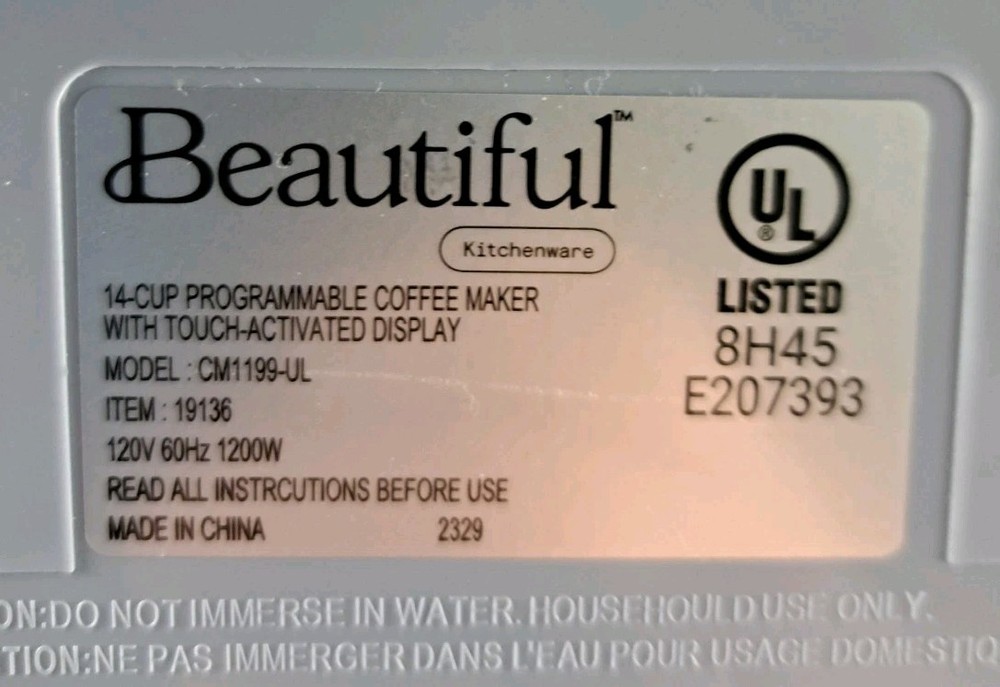 Beautiful™
Kitchenware
14-CUP PROGRAMMABLE COFFEE MAKER
WITH TOUCH-ACTIVATED DISPLAY
MODEL : CM1199-UL
ITEM : 19136
120V 60Hz 1200W
READ ALL INSTRCUTIONS BEFORE USE
MADE IN CHINA 2329
UL®
LISTED
8H45
E207393
ON:DO NOT IMMERSE IN WATER. HOUSEHOULD USE ONLY.
TION:NE PAS IMMERGER DANS L'EAU POUR USAGE DOMESTIQ